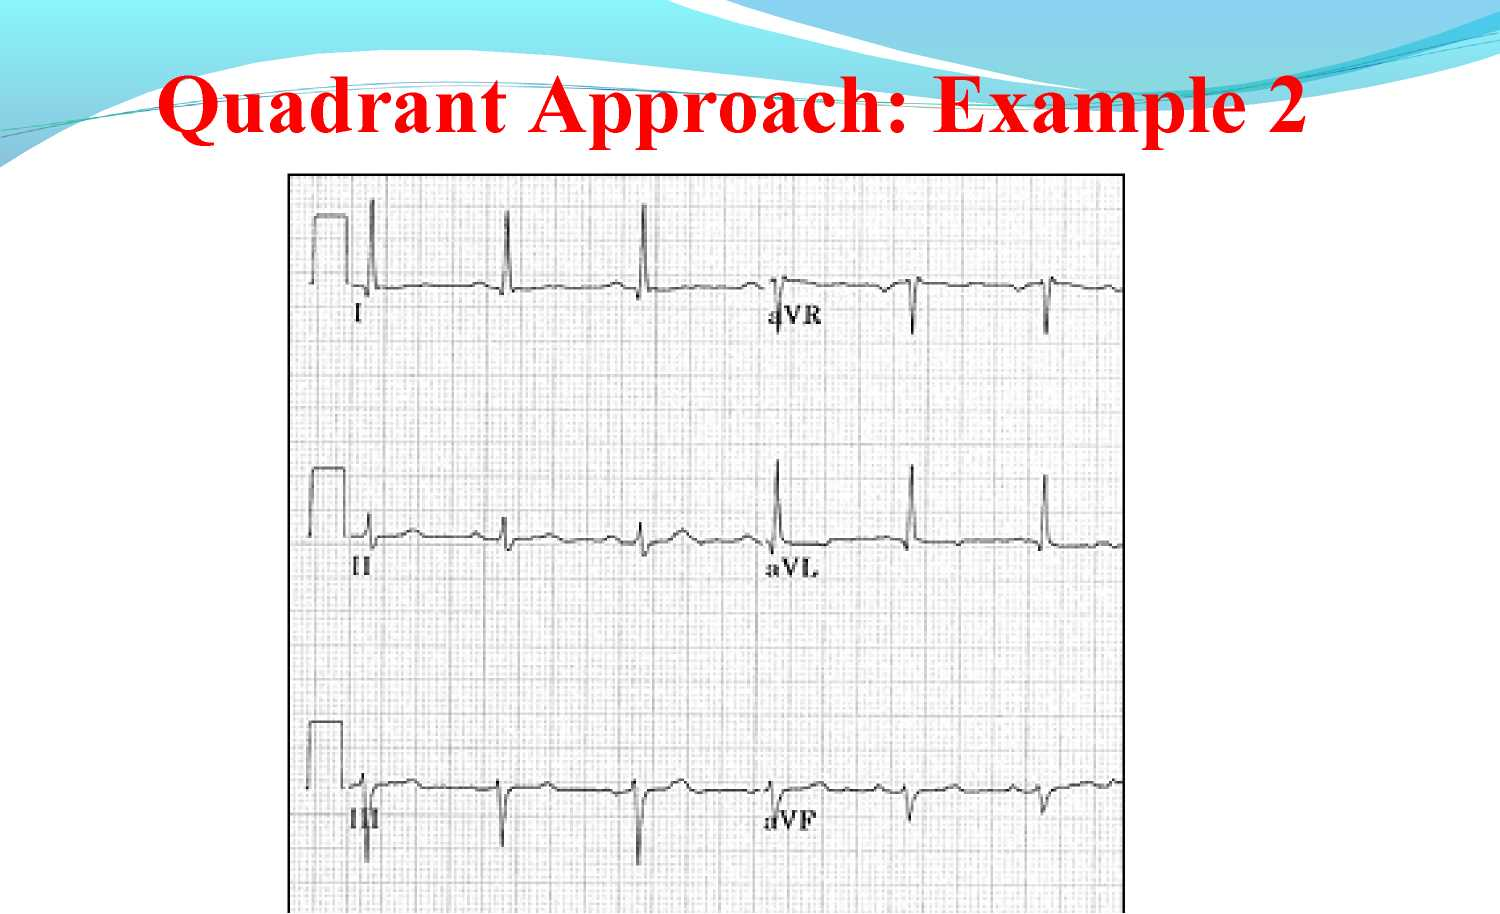 Quadrant Approach: Example 2
I
aVR
II
aVL
III
aVF